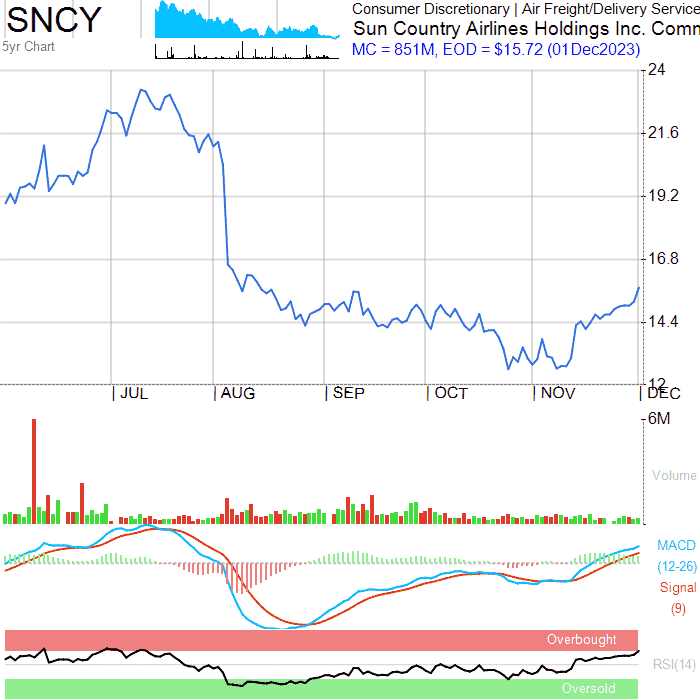 SNCY
5yr Chart
Consumer Discretionary | Air Freight/Delivery Service
Sun Country Airlines Holdings Inc. Comm
MC = 851M, EOD = $15.72 (01Dec2023)
24
21.6
19.2
16.8
14.4
12
| JUL
| AUG
| SEP
| OCT
| NOV
| DEC
6M
Volume
MACD
(12-26)
Signal
(9)
Overbought
RSI(14)
Oversold